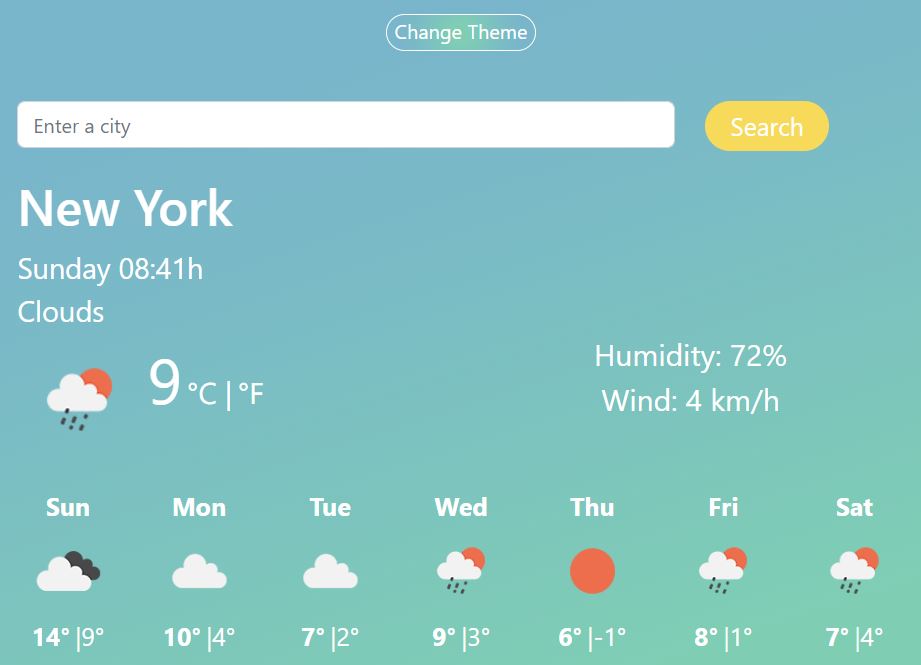 Change Theme
Enter a city
Search
New York
Sunday 08:41h
Clouds
9 °C | °F
Humidity: 72%
Wind: 4 km/h
Sun Mon Tue Wed Thu Fri Sat
14° |9° 10° |4° 7° |2° 9° |3° 6° |-1° 8° |1° 7° |4°